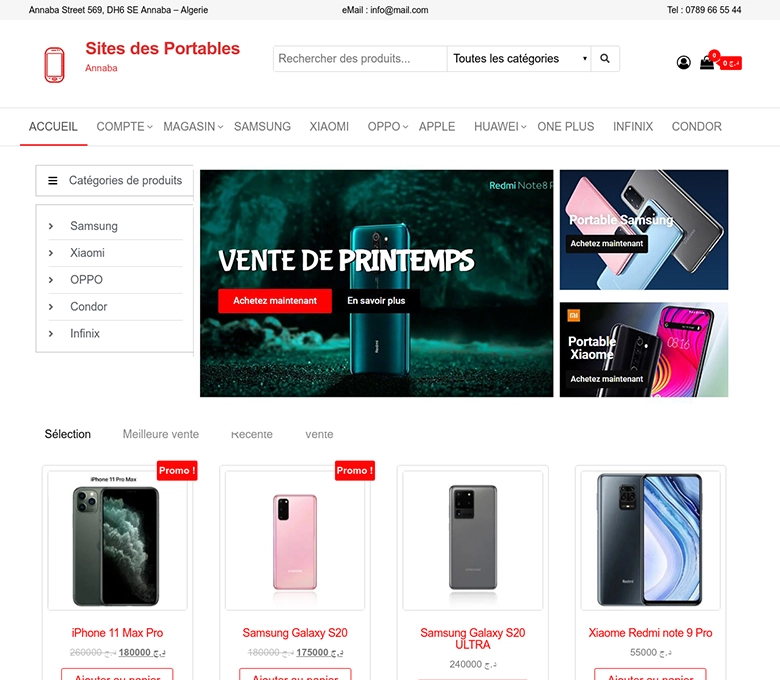 Annaba Street 569, DH6 SE Annaba – Algerie
eMail : info@mail.com
Tel : 0789 66 55 44
Sites des Portables
Annaba
Rechercher des produits...
Toutes les catégories
0
0 د.ج
ACCUEIL COMPTE MAGASIN SAMSUNG XIAOMI OPPO APPLE HUAWEI ONE PLUS INFINIX CONDOR
Catégories de produits
Samsung
Xiaomi
OPPO
Condor
Infinix
Redmi Note8 P
VENTE DE PRINTEMPS
Achetez maintenant
En savoir plus
Redmi
Portable Samsung
Achetez maintenant
Portable
Xiaome
08:16
Achetez maintenant
Sélection Meilleure vente Récente vente
Promo !
iPhone 11 Pro Max
iPhone 11 Max Pro
260000 د.ج 180000 د.ج
Ajouter au panier
Promo !
Samsung Galaxy S20
180000 د.ج 175000 د.ج
Ajouter au panier
Samsung Galaxy S20
ULTRA
240000 د.ج
Redmi
Xiaome Redmi note 9 Pro
55000 د.ج
Ajouter au panier